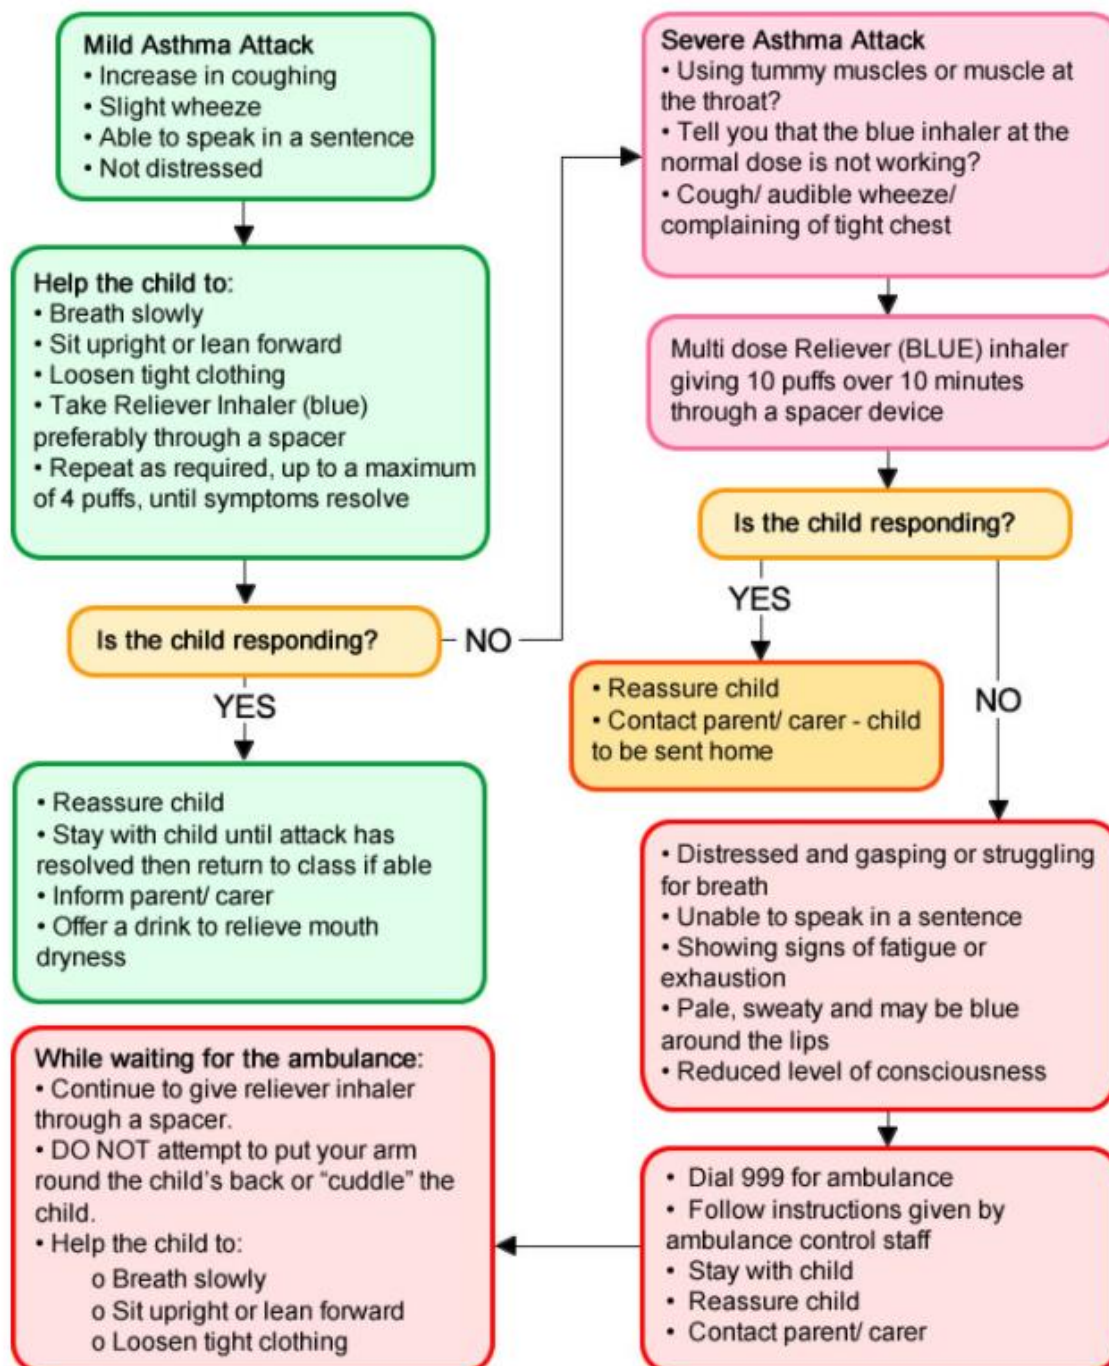 Mild Asthma Attack
• Increase in coughing
• Slight wheeze
• Able to speak in a sentence
• Not distressed
Help the child to:
• Breath slowly
• Sit upright or lean forward
• Loosen tight clothing
• Take Reliever Inhaler (blue)
preferably through a spacer
• Repeat as required, up to a maximum
of 4 puffs, until symptoms resolve
Is the child responding?
NO
YES
• Reassure child
• Stay with child until attack has
resolved then return to class if able
• Inform parent/ carer
• Offer a drink to relieve mouth
dryness
Severe Asthma Attack
• Using tummy muscles or muscle at
the throat?
• Tell you that the blue inhaler at the
normal dose is not working?
• Cough/ audible wheeze/
complaining of tight chest
Multi dose Reliever (BLUE) inhaler
giving 10 puffs over 10 minutes
through a spacer device
Is the child responding?
YES
NO
• Reassure child
• Contact parent/ carer - child
to be sent home
• Distressed and gasping or struggling
for breath
• Unable to speak in a sentence
• Showing signs of fatigue or
exhaustion
• Pale, sweaty and may be blue
around the lips
• Reduced level of consciousness
• Dial 999 for ambulance
• Follow instructions given by
ambulance control staff
• Stay with child
• Reassure child
• Contact parent/ carer
While waiting for the ambulance:
• Continue to give reliever inhaler
through a spacer.
• DO NOT attempt to put your arm
round the child's back or “cuddle” the
child.
• Help the child to:
o Breath slowly
o Sit upright or lean forward
o Loosen tight clothing